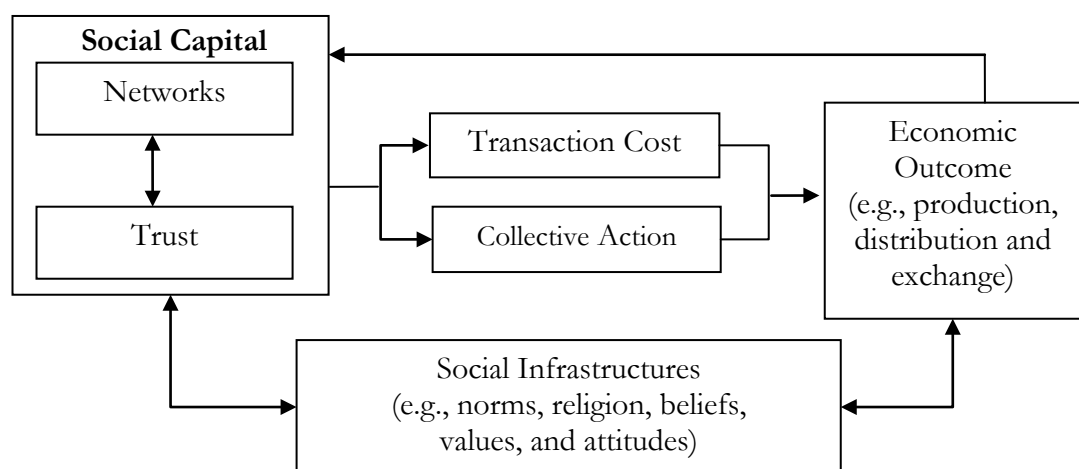 Social Capital
Networks
Trust
Transaction Cost
Collective Action
Economic
Outcome
(e.g., production,
distribution and
exchange)
Social Infrastructures
(e.g., norms, religion, beliefs,
values, and attitudes)